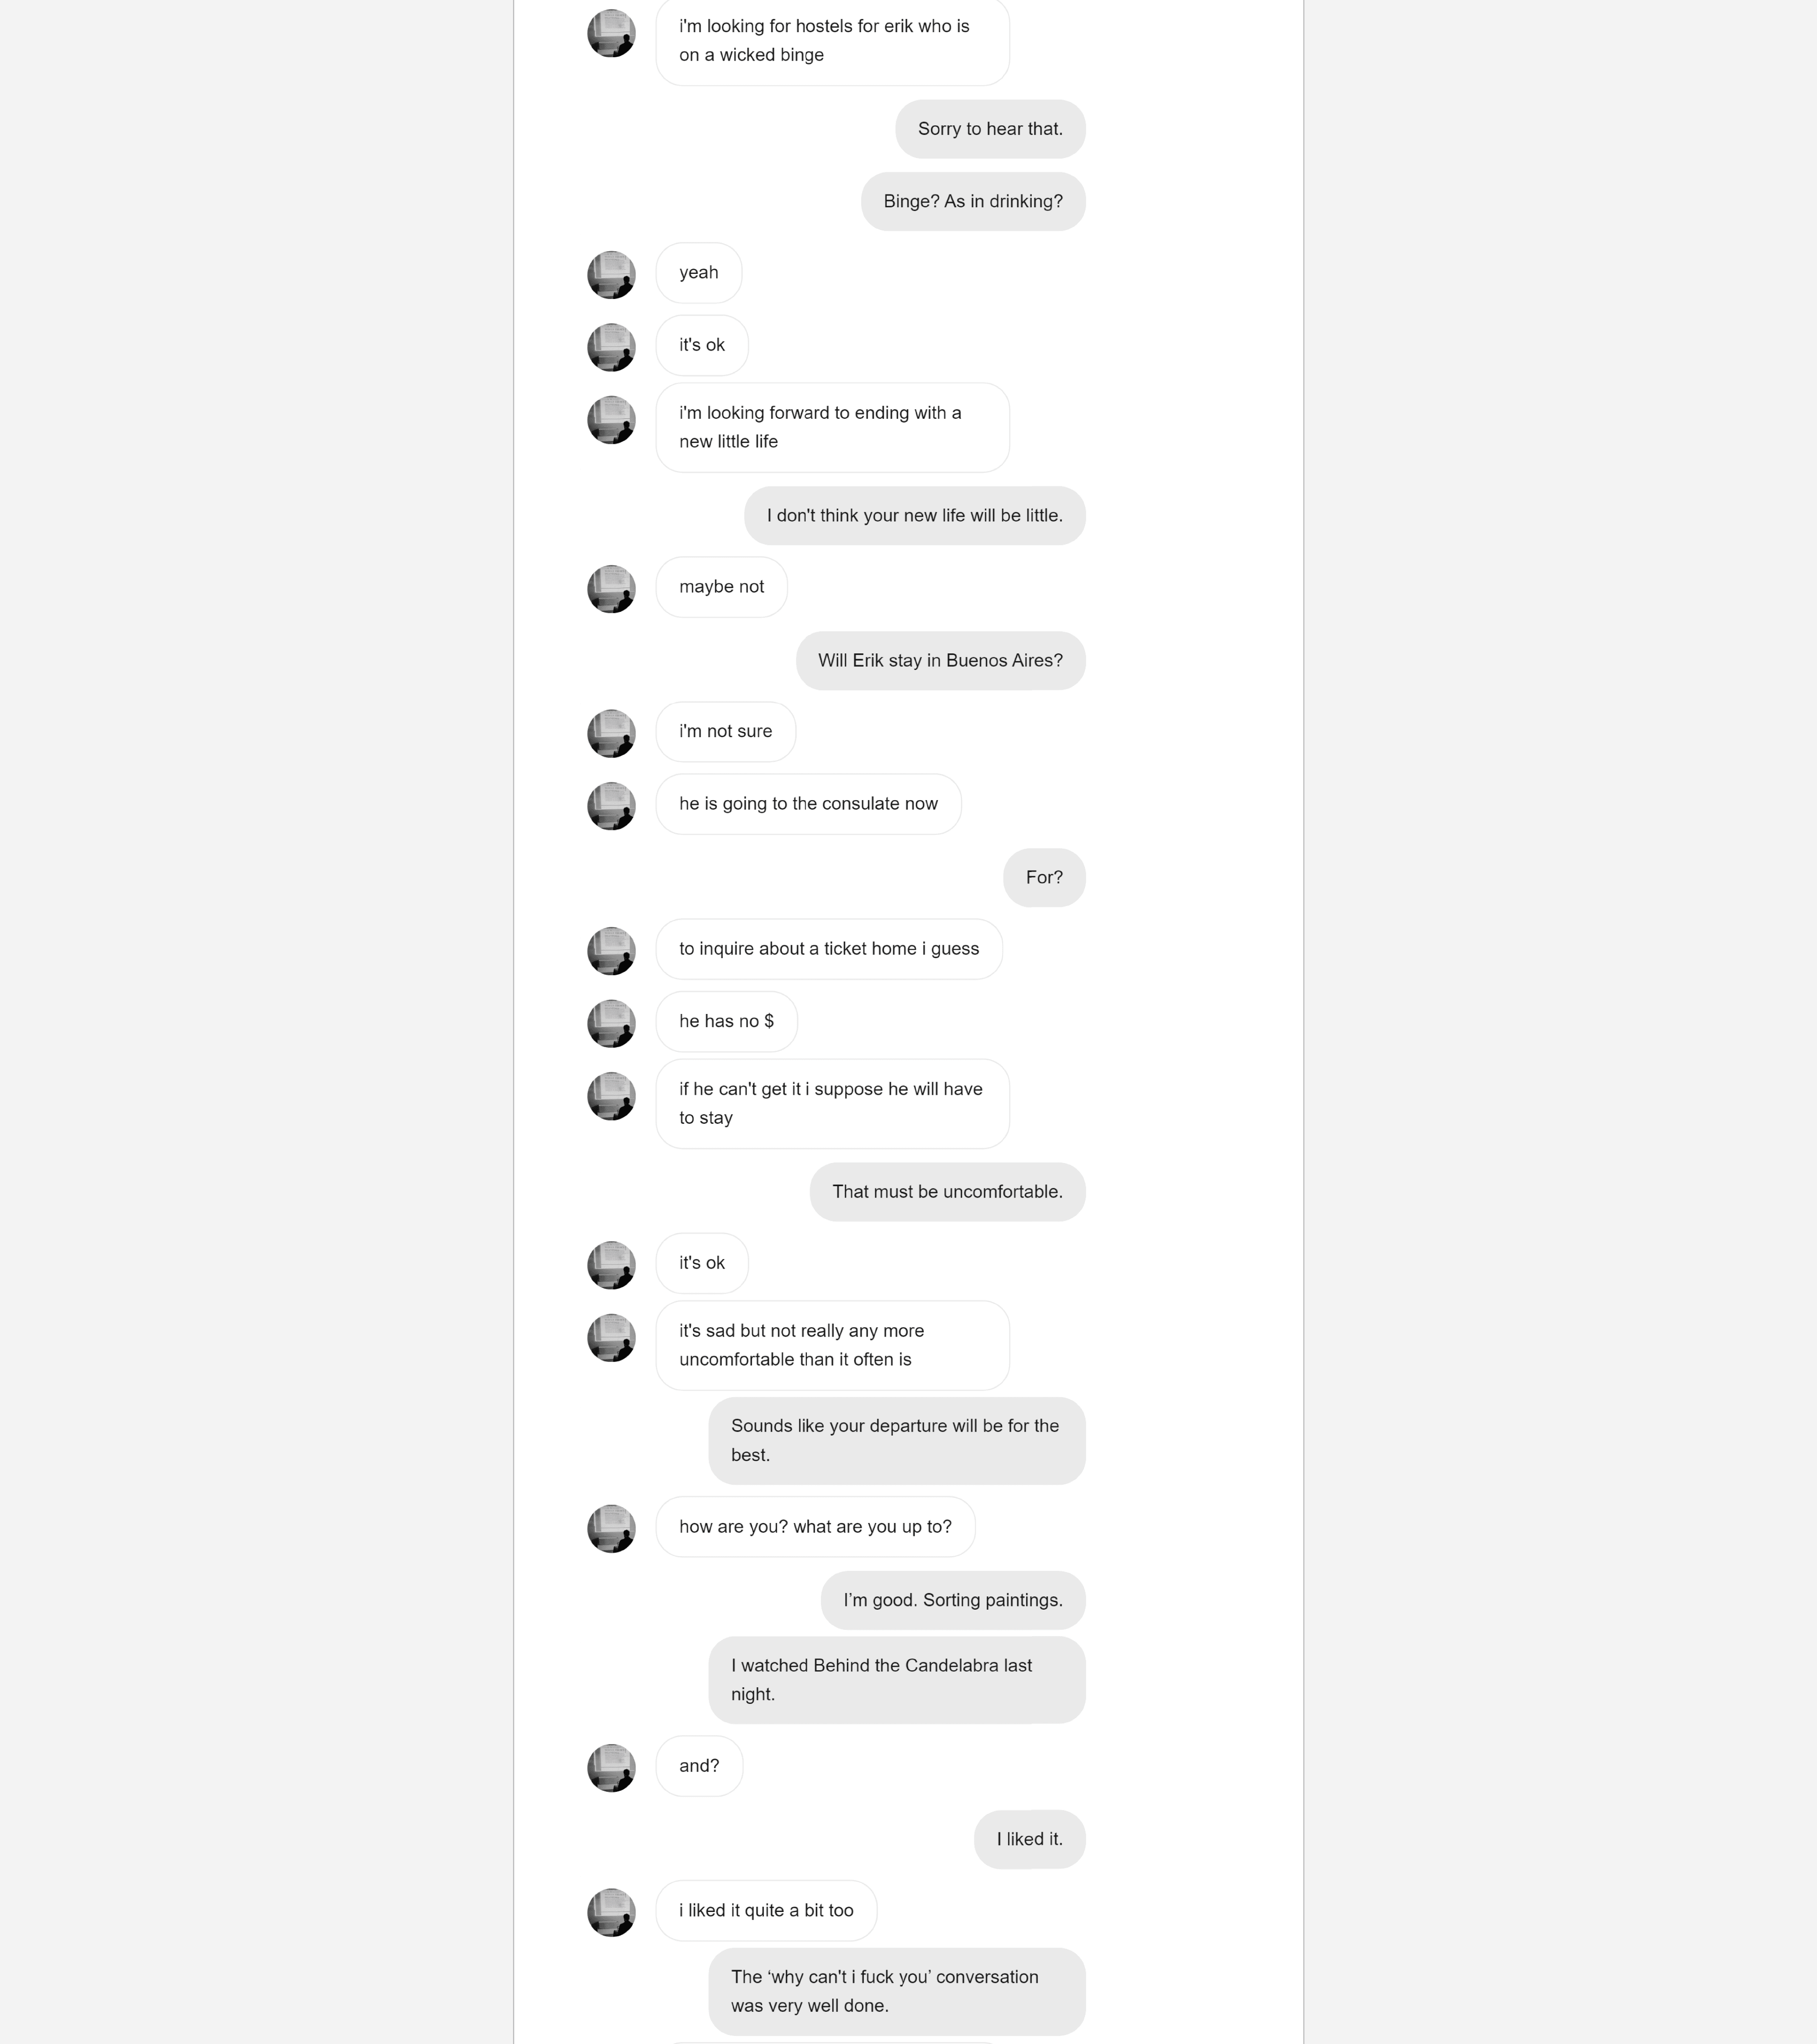 i'm looking for hostels for erik who is
on a wicked binge
Sorry to hear that.
Binge? As in drinking?
yeah
it's ok
i'm looking forward to ending with a
new little life
I don't think your new life will be little.
maybe not
Will Erik stay in Buenos Aires?
i'm not sure
he is going to the consulate now
For?
to inquire about a ticket home i guess
he has no $
if he can't get it i suppose he will have
to stay
That must be uncomfortable.
it's ok
it's sad but not really any more
uncomfortable than it often is
Sounds like your departure will be for the
best.
how are you? what are you up to?
I’m good. Sorting paintings.
I watched Behind the Candelabra last
night.
and?
I liked it.
i liked it quite a bit too
The ‘why can't i fuck you’ conversation
was very well done.